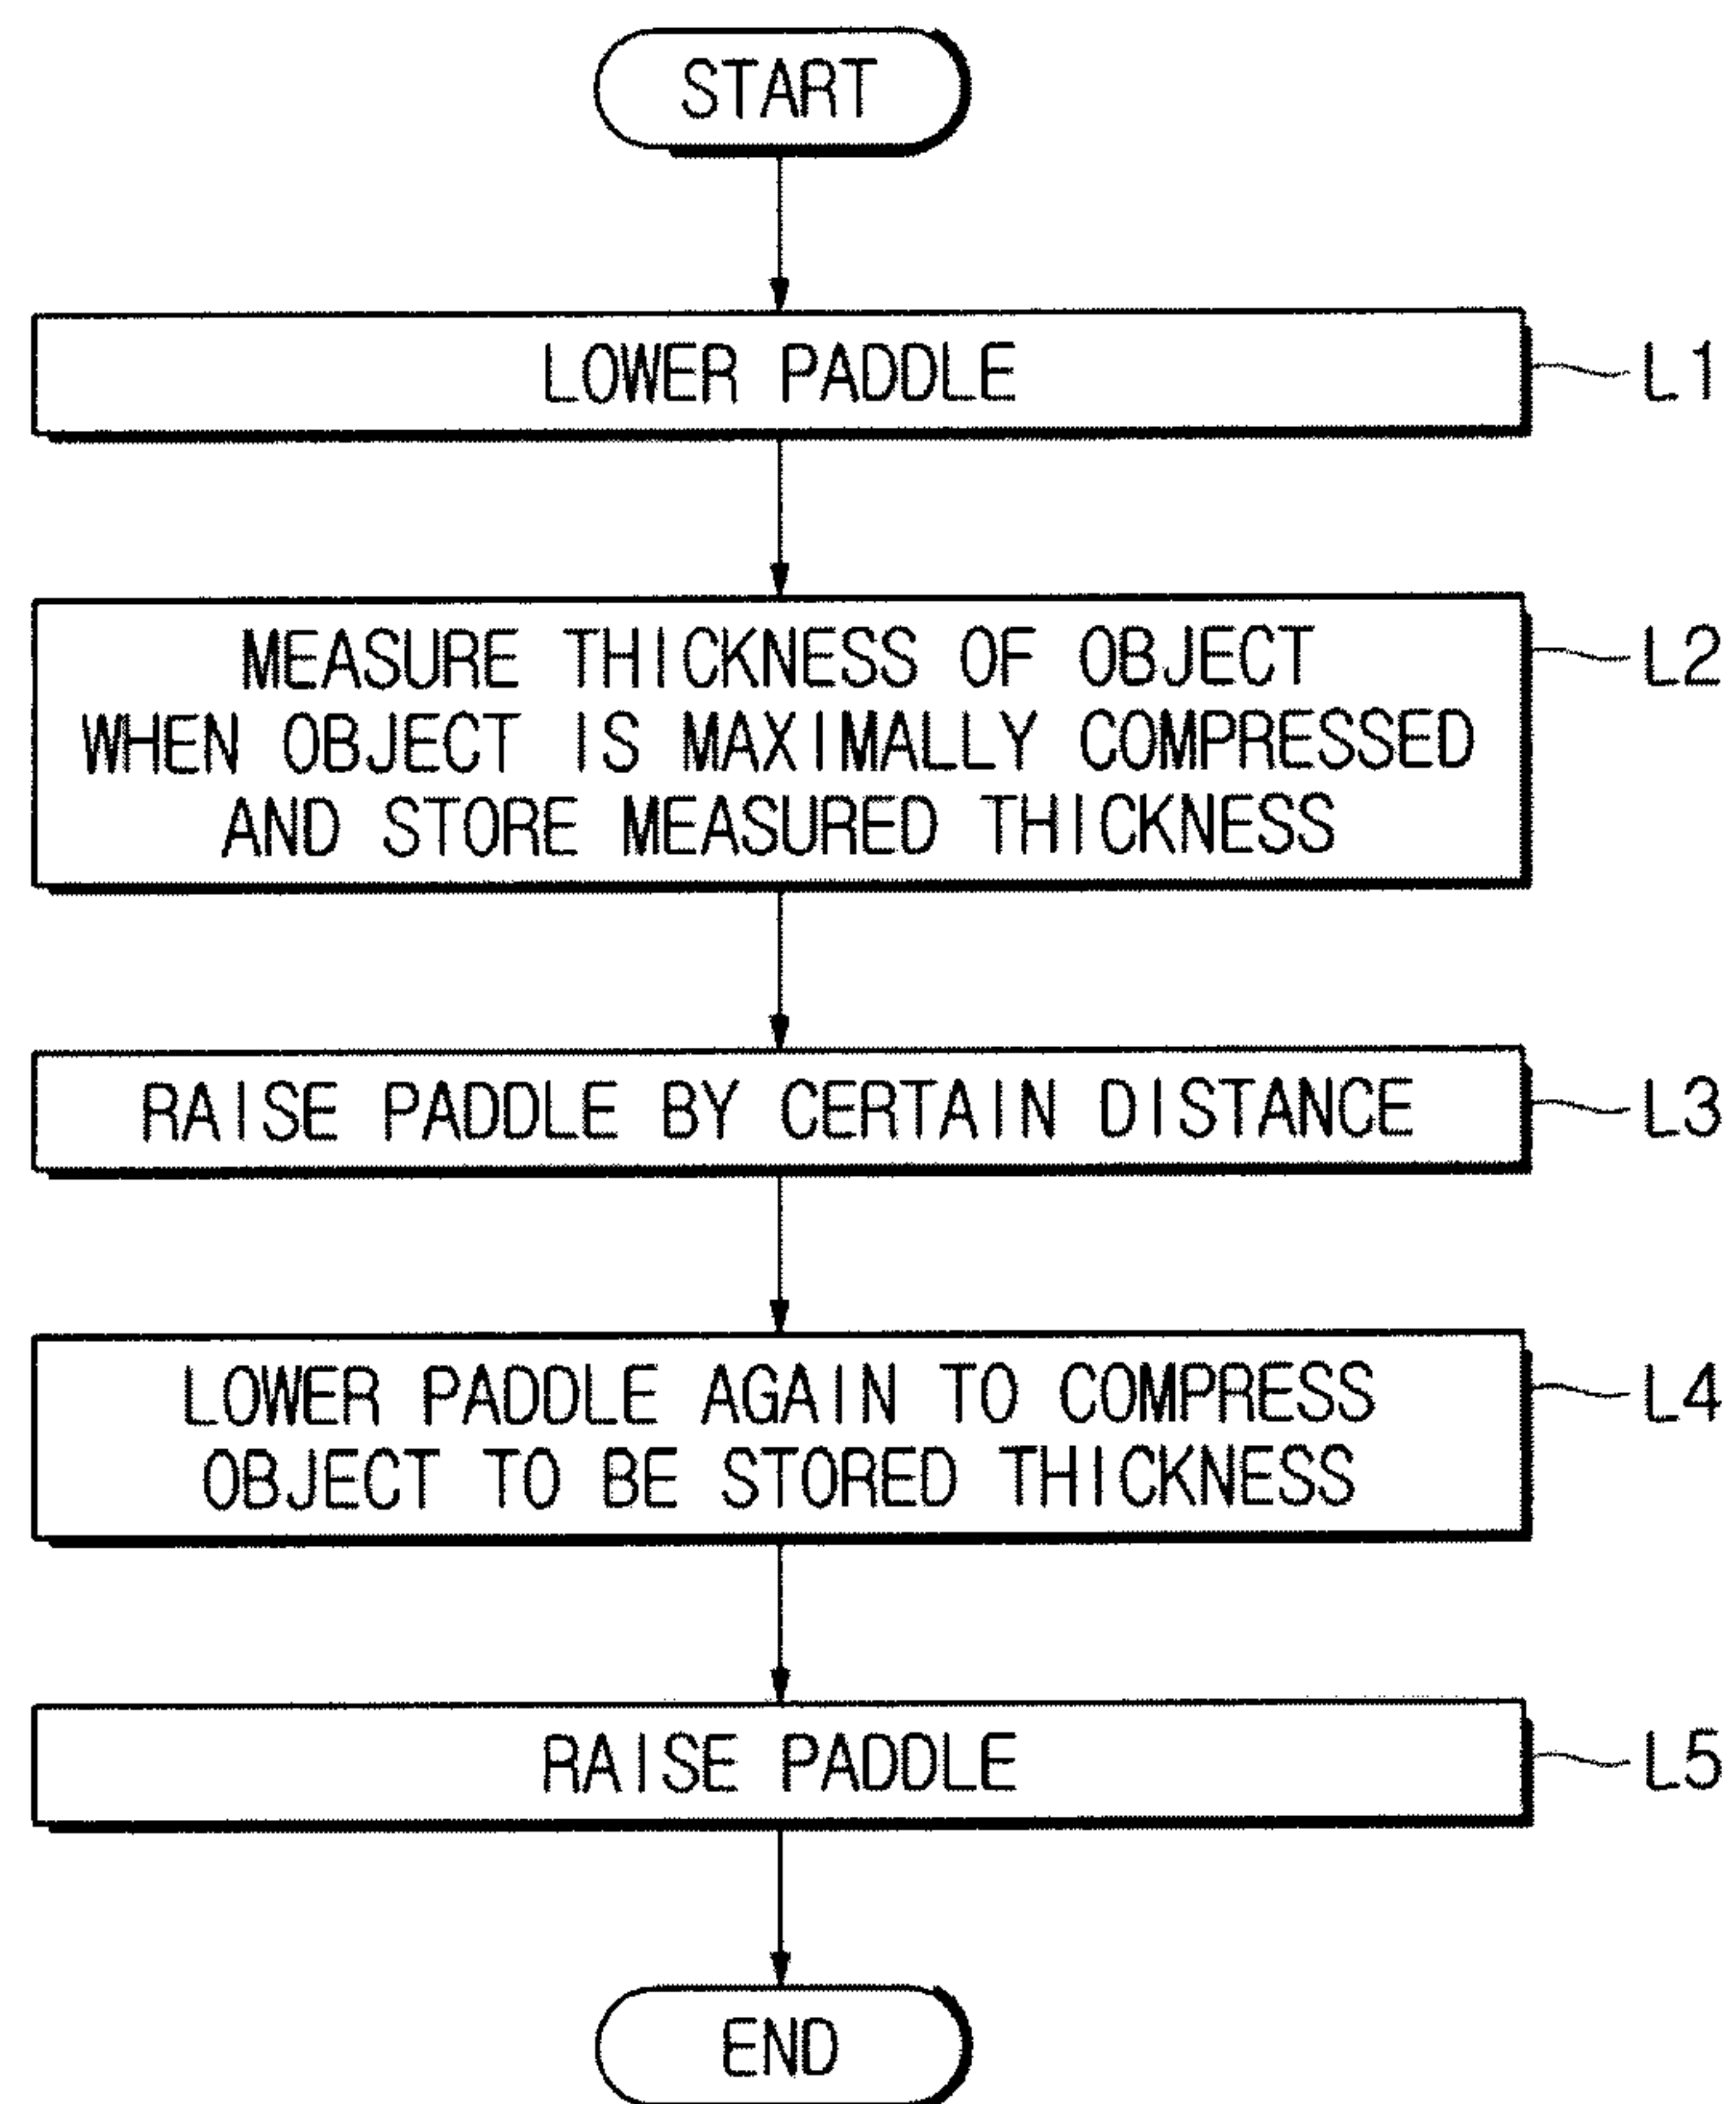 START
LOWER PADDLE
L1
MEASURE THICKNESS OF OBJECT
L2
WHEN OBJECT IS MAXIMALLY COMPRESSED
AND STORE MEASURED THICKNESS
RAISE PADDLE BY CERTAIN DISTANCE
L3
LOWER PADDLE AGAIN TO COMPRESS
L4
OBJECT TO BE STORED THICKNESS
RAISE PADDLE
L5
END